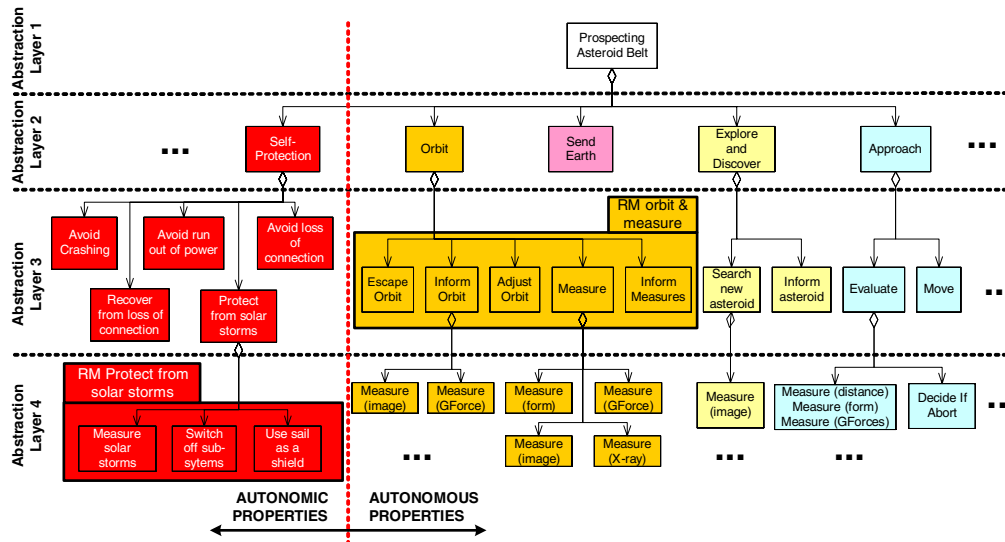 Abstraction
Layer 1
Prospecting
Asteroid Belt
Abstraction
Layer 2
...
Self-
Protection
Orbit
Send
Earth
Explore
and
Discover
Approach
...
Abstraction
Layer 3
Avoid
Crashing
Avoid run
out of power
Avoid loss
of
connection
Recover
from loss of
connection
Protect
from solar
storms
RM orbit &
measure
Escape
Orbit
Inform
Orbit
Adjust
Orbit
Measure
Inform
Measures
Search
new
asteroid
Inform
asteroid
Evaluate
Move
...
Abstraction
Layer 4
RM Protect from
solar storms
Measure
solar
storms
Switch
off sub-
sytems
Use sail
as a
shield
Measure
(image)
Measure
(GForce)
Measure
(form)
Measure
(GForce)
Measure
(image)
Measure
(X-ray)
...
Measure
(image)
...
Measure (distance)
Measure (form)
Measure (GForces)
...
Decide If
Abort
...
AUTONOMIC
PROPERTIES
AUTONOMOUS
PROPERTIES